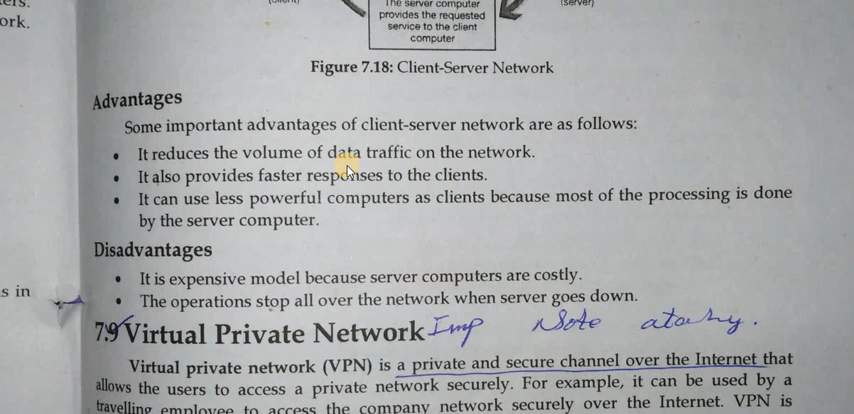 ers.
ork.
(Client)
(server)
The server computer
provides the requested
service to the client
computer
Figure 7.18: Client-Server Network
Advantages
Some important advantages of client-server network are as follows:
• It reduces the volume of data traffic on the network.
• It also provides faster responses to the clients.
• It can use less powerful computers as clients because most of the processing is done
by the server computer.
Disadvantages
• It is expensive model because server computers are costly.
s in
• The operations stop all over the network when server goes down.
7.9 Virtual Private Network Imp Note
Virtual private network (VPN) is a private and secure channel over the Internet that
allows the users to access a private network securely. For example, it can be used by a
travelling employee to access the company network securely over the Internet. VPN is